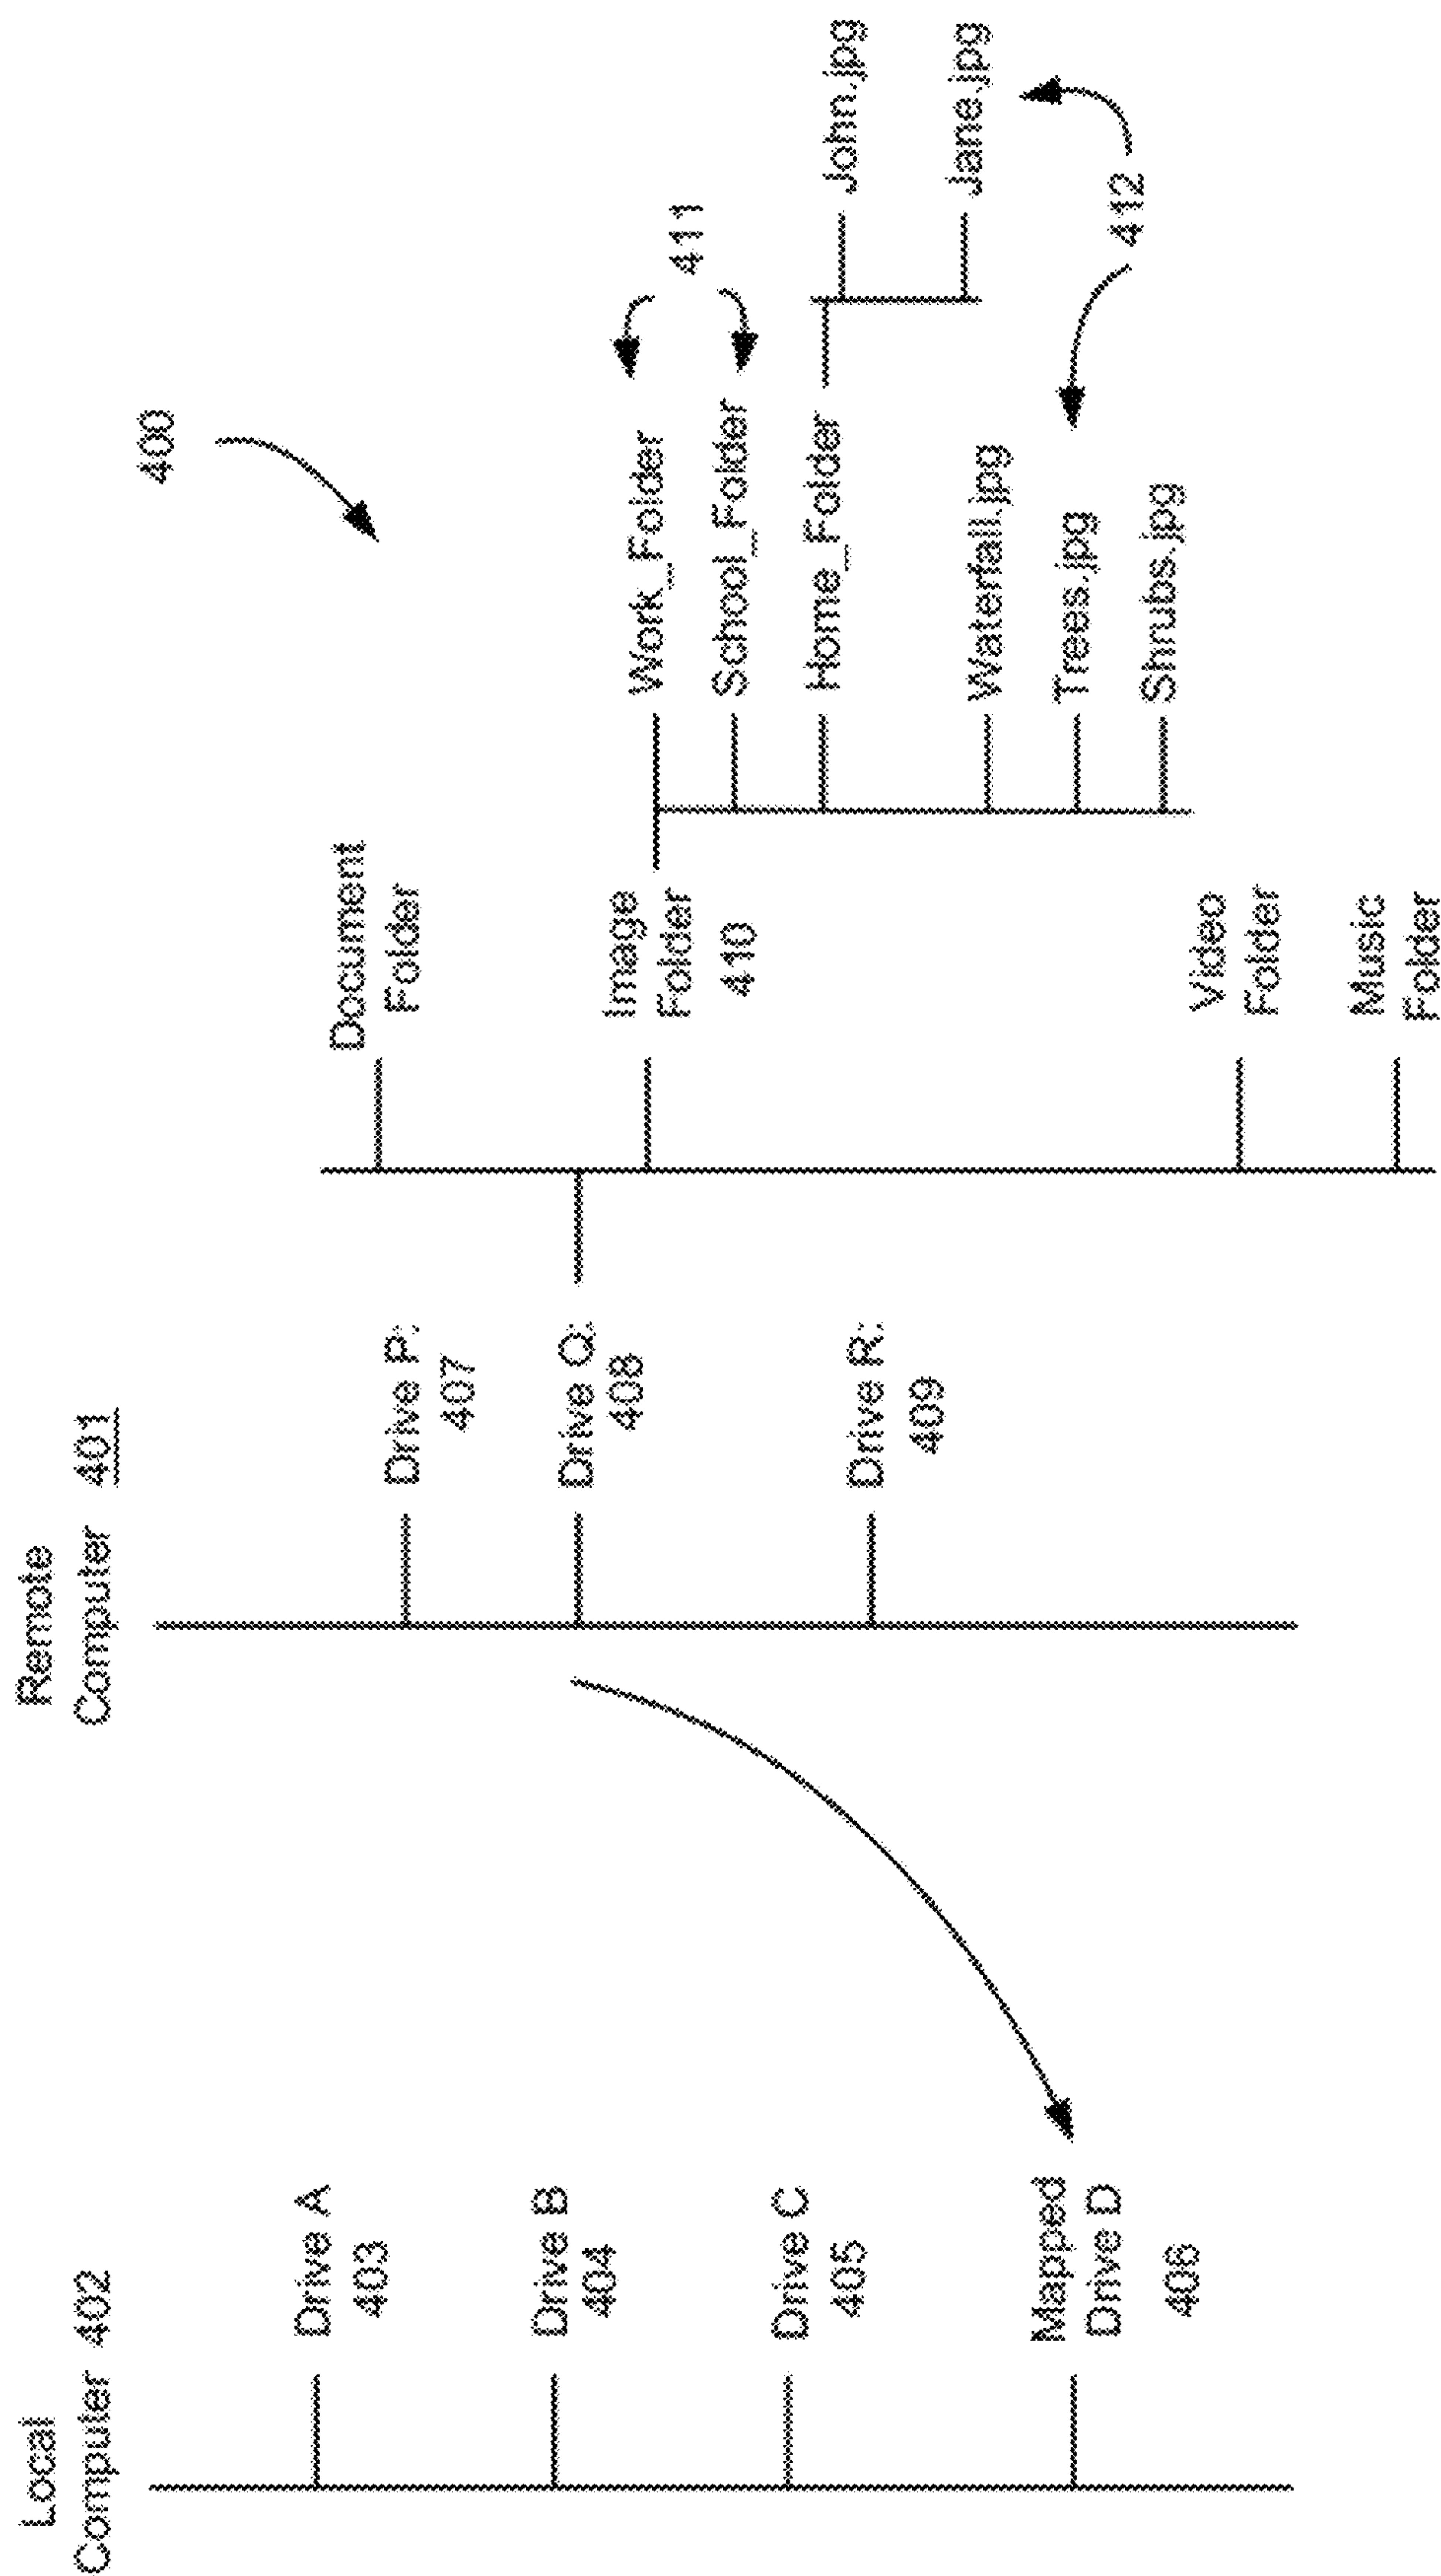 400
Local
Computer 402
Drive A
403
Drive B
404
Drive C
405
Mapped
Drive D
406
Remote
Computer 401
Drive P:
407
Drive Q:
408
Drive R:
409
Document
Folder
Image
Folder
410
Video
Folder
Music
Folder
Work_Folder
School_Folder
Home_Folder
Waterfall.jpg
Trees.jpg
Shrubs.jpg
411
John.jpg
Jane.jpg
412